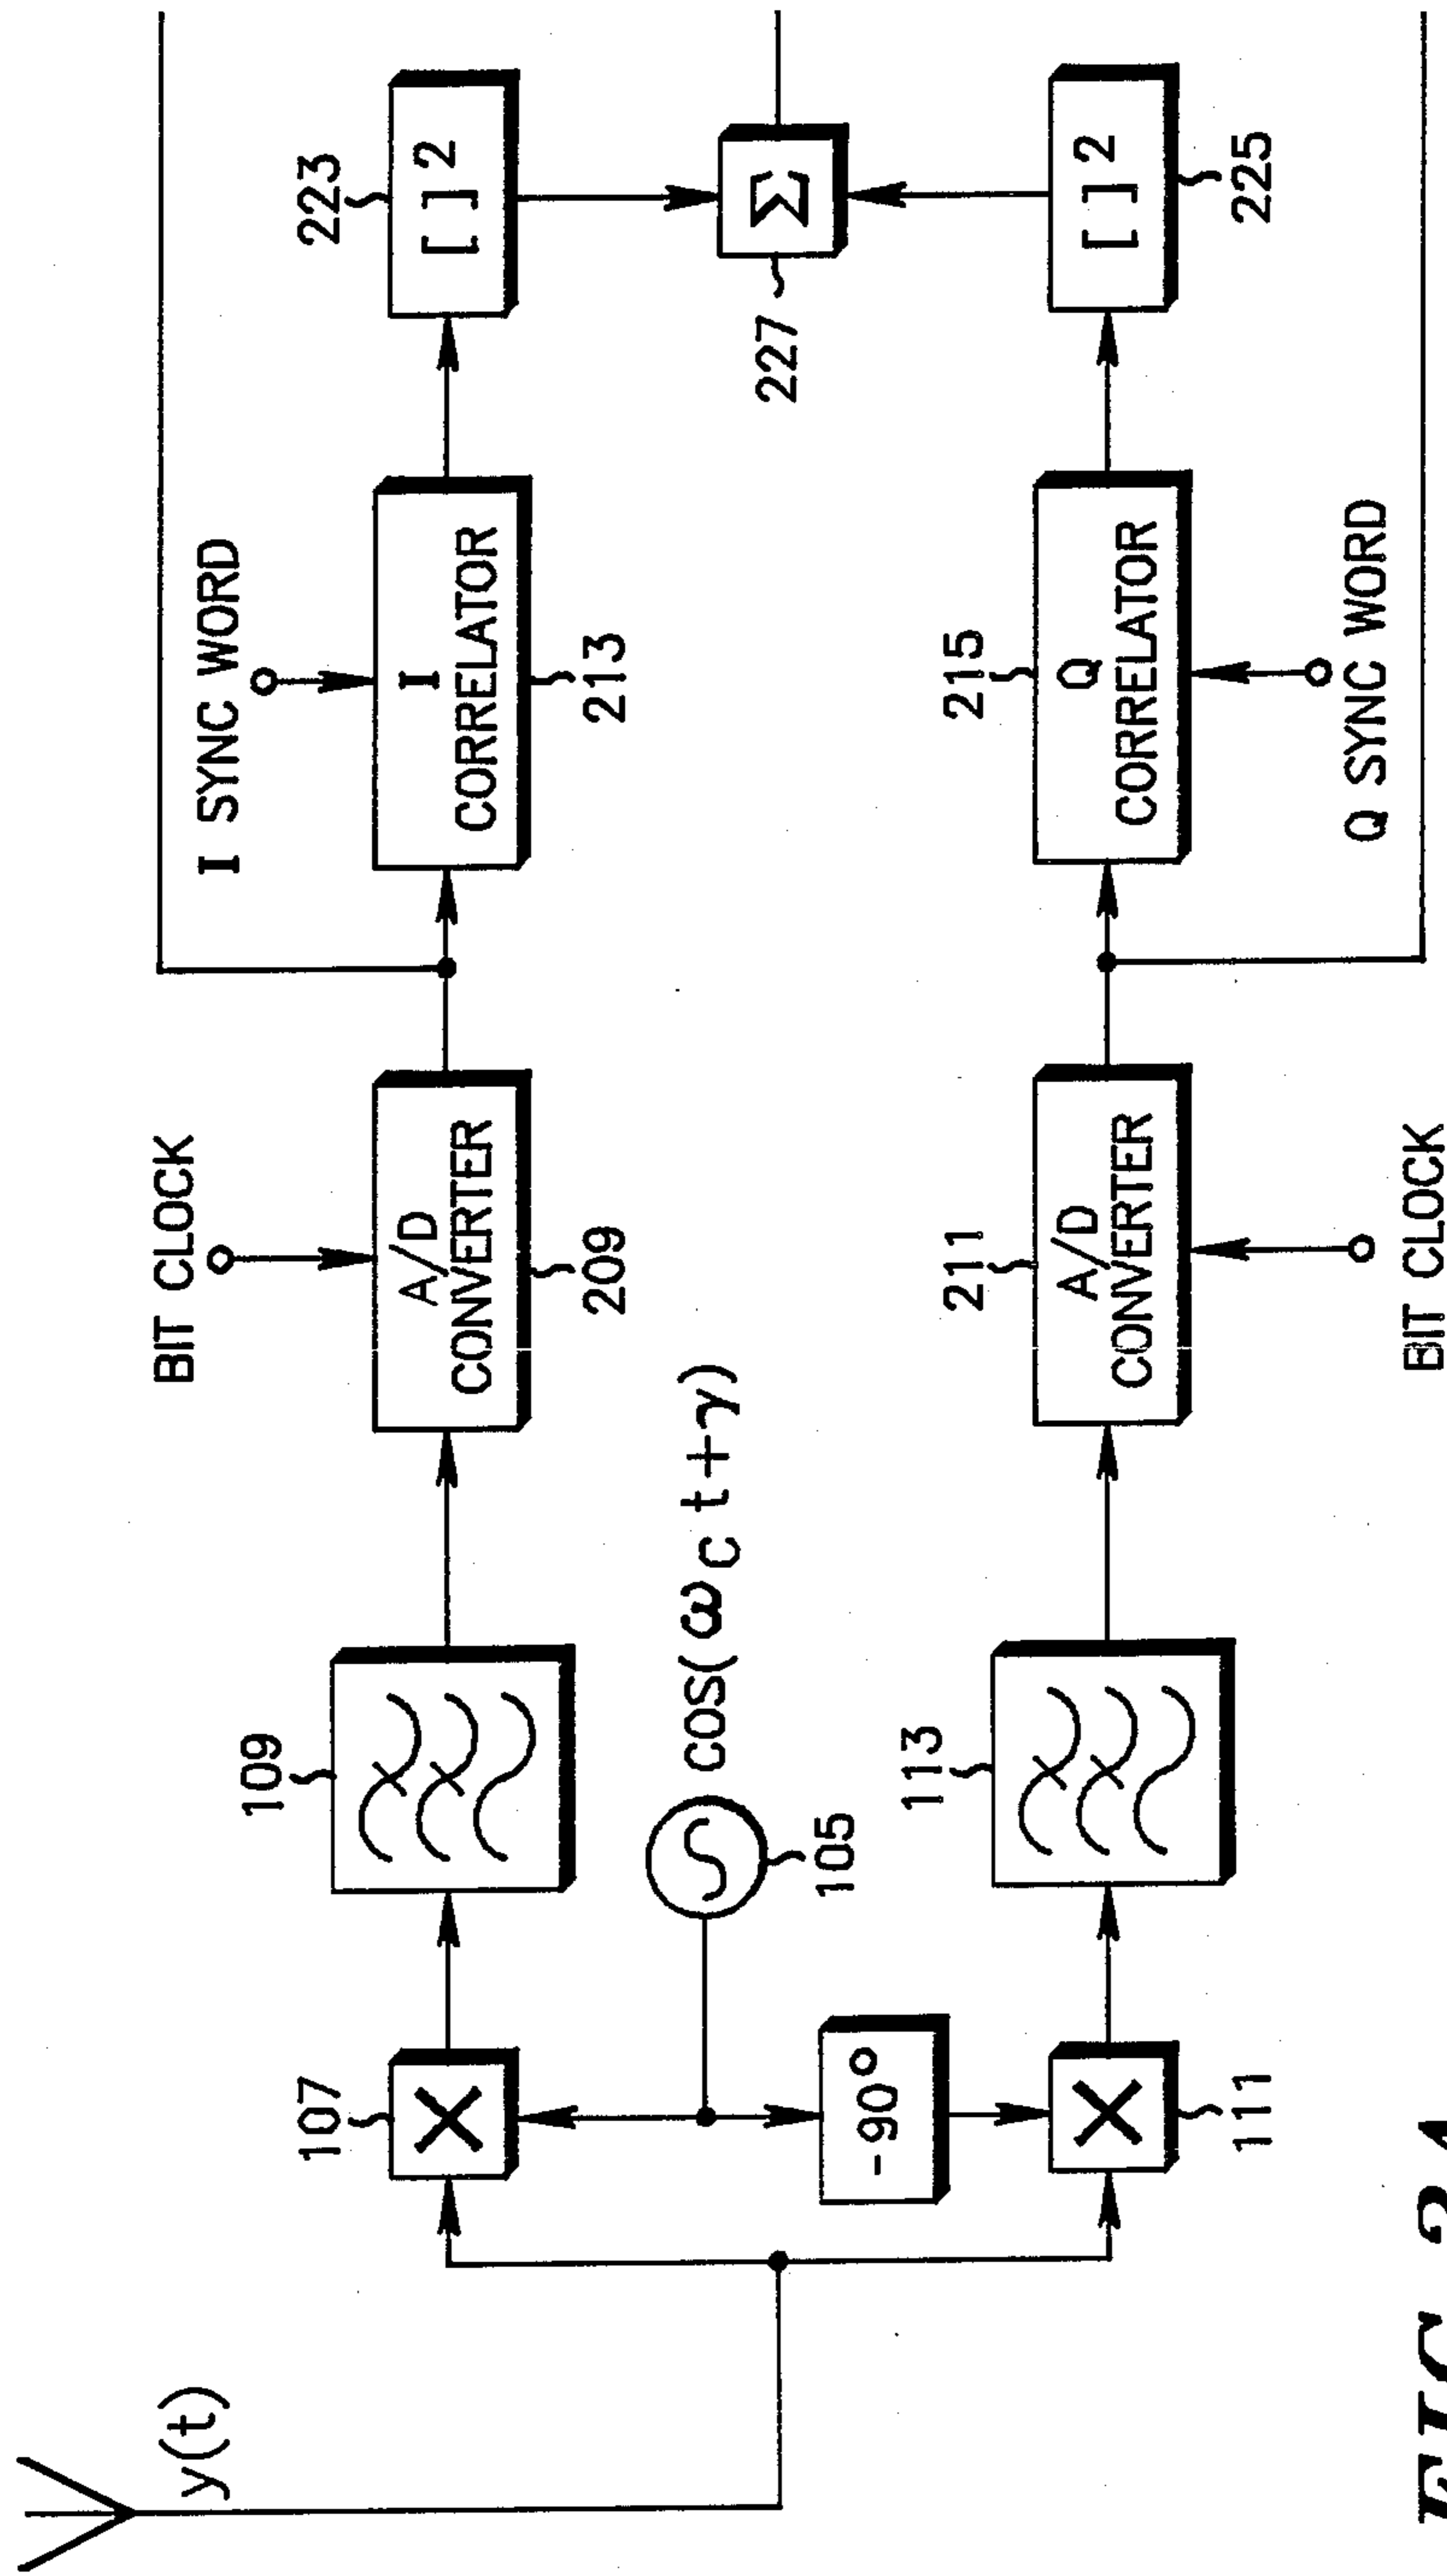 y(t)
107
×
109
BIT CLOCK
A/D
CONVERTER
209
I SYNC WORD
I
CORRELATOR
213
223
[ ]2
COS(ωc t+γ)
105
-90°
227
Σ
111
×
113
211
A/D
CONVERTER
BIT CLOCK
215
Q
CORRELATOR
Q SYNC WORD
[ ]2
225